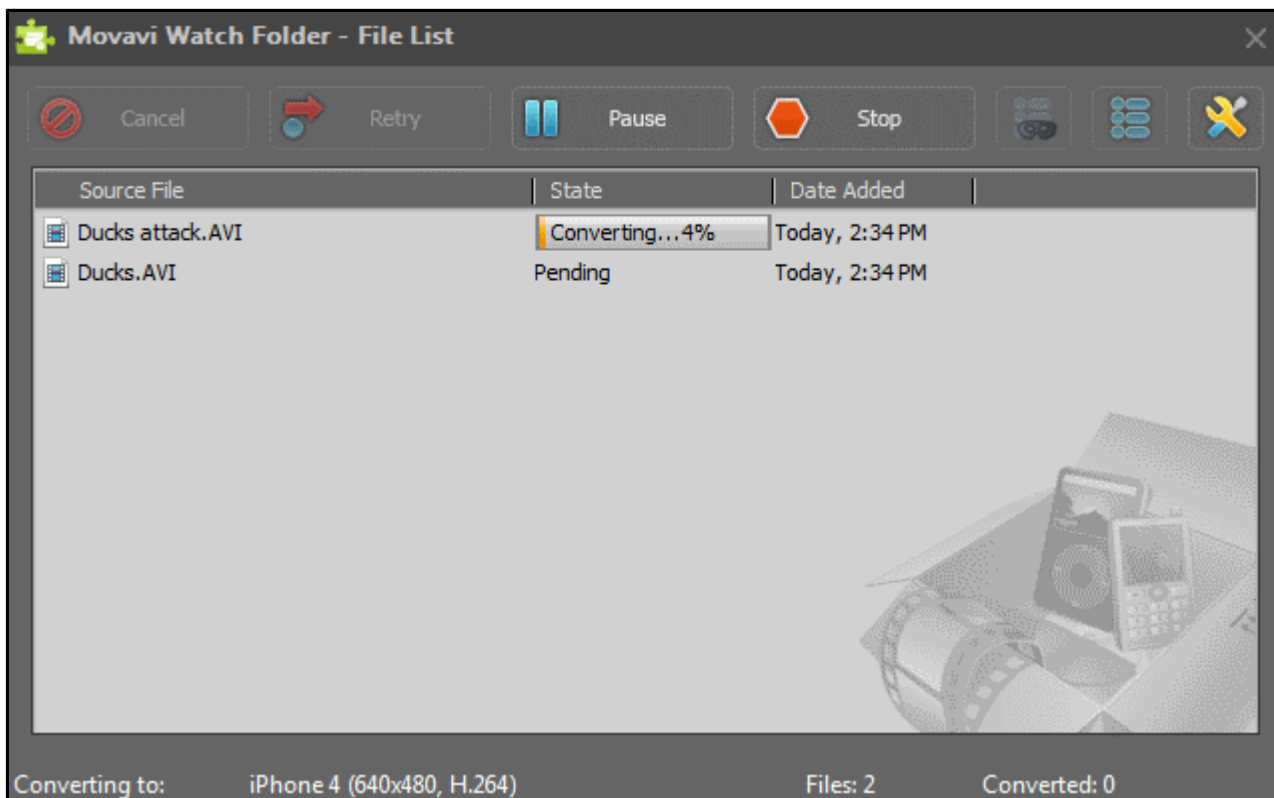 Movavi Watch Folder - File List
Cancel Retry Pause Stop
Source File State Date Added
Ducks attack.AVI Converting...4% Today, 2:34 PM
Ducks.AVI Pending Today, 2:34 PM
Converting to: iPhone 4 (640x480, H.264) Files: 2 Converted: 0